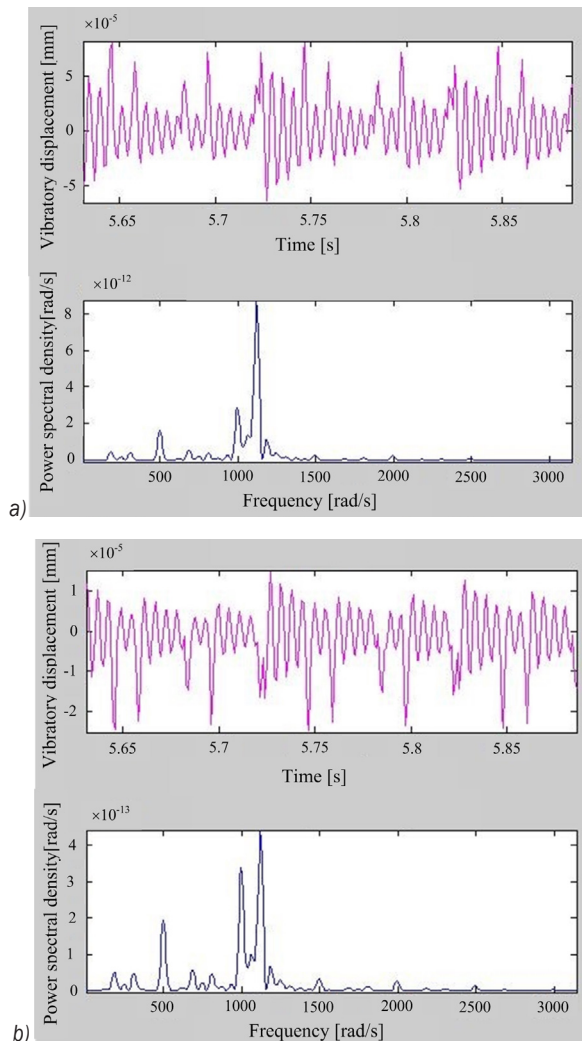 ×10⁻⁵
Vibratory displacement [mm]
5
0
-5
5.65 5.7 5.75 5.8 5.85
Time [s]
×10⁻¹²
Power spectral density[rad/s]
8
6
4
2
0
500 1000 1500 2000 2500 3000
Frequency [rad/s]
a)
×10⁻⁵
Vibratory displacement [mm]
1
0
-1
-2
5.65 5.7 5.75 5.8 5.85
Time [s]
×10⁻¹³
Power spectral density[rad/s]
4
3
2
1
0
500 1000 1500 2000 2500 3000
Frequency [rad/s]
b)